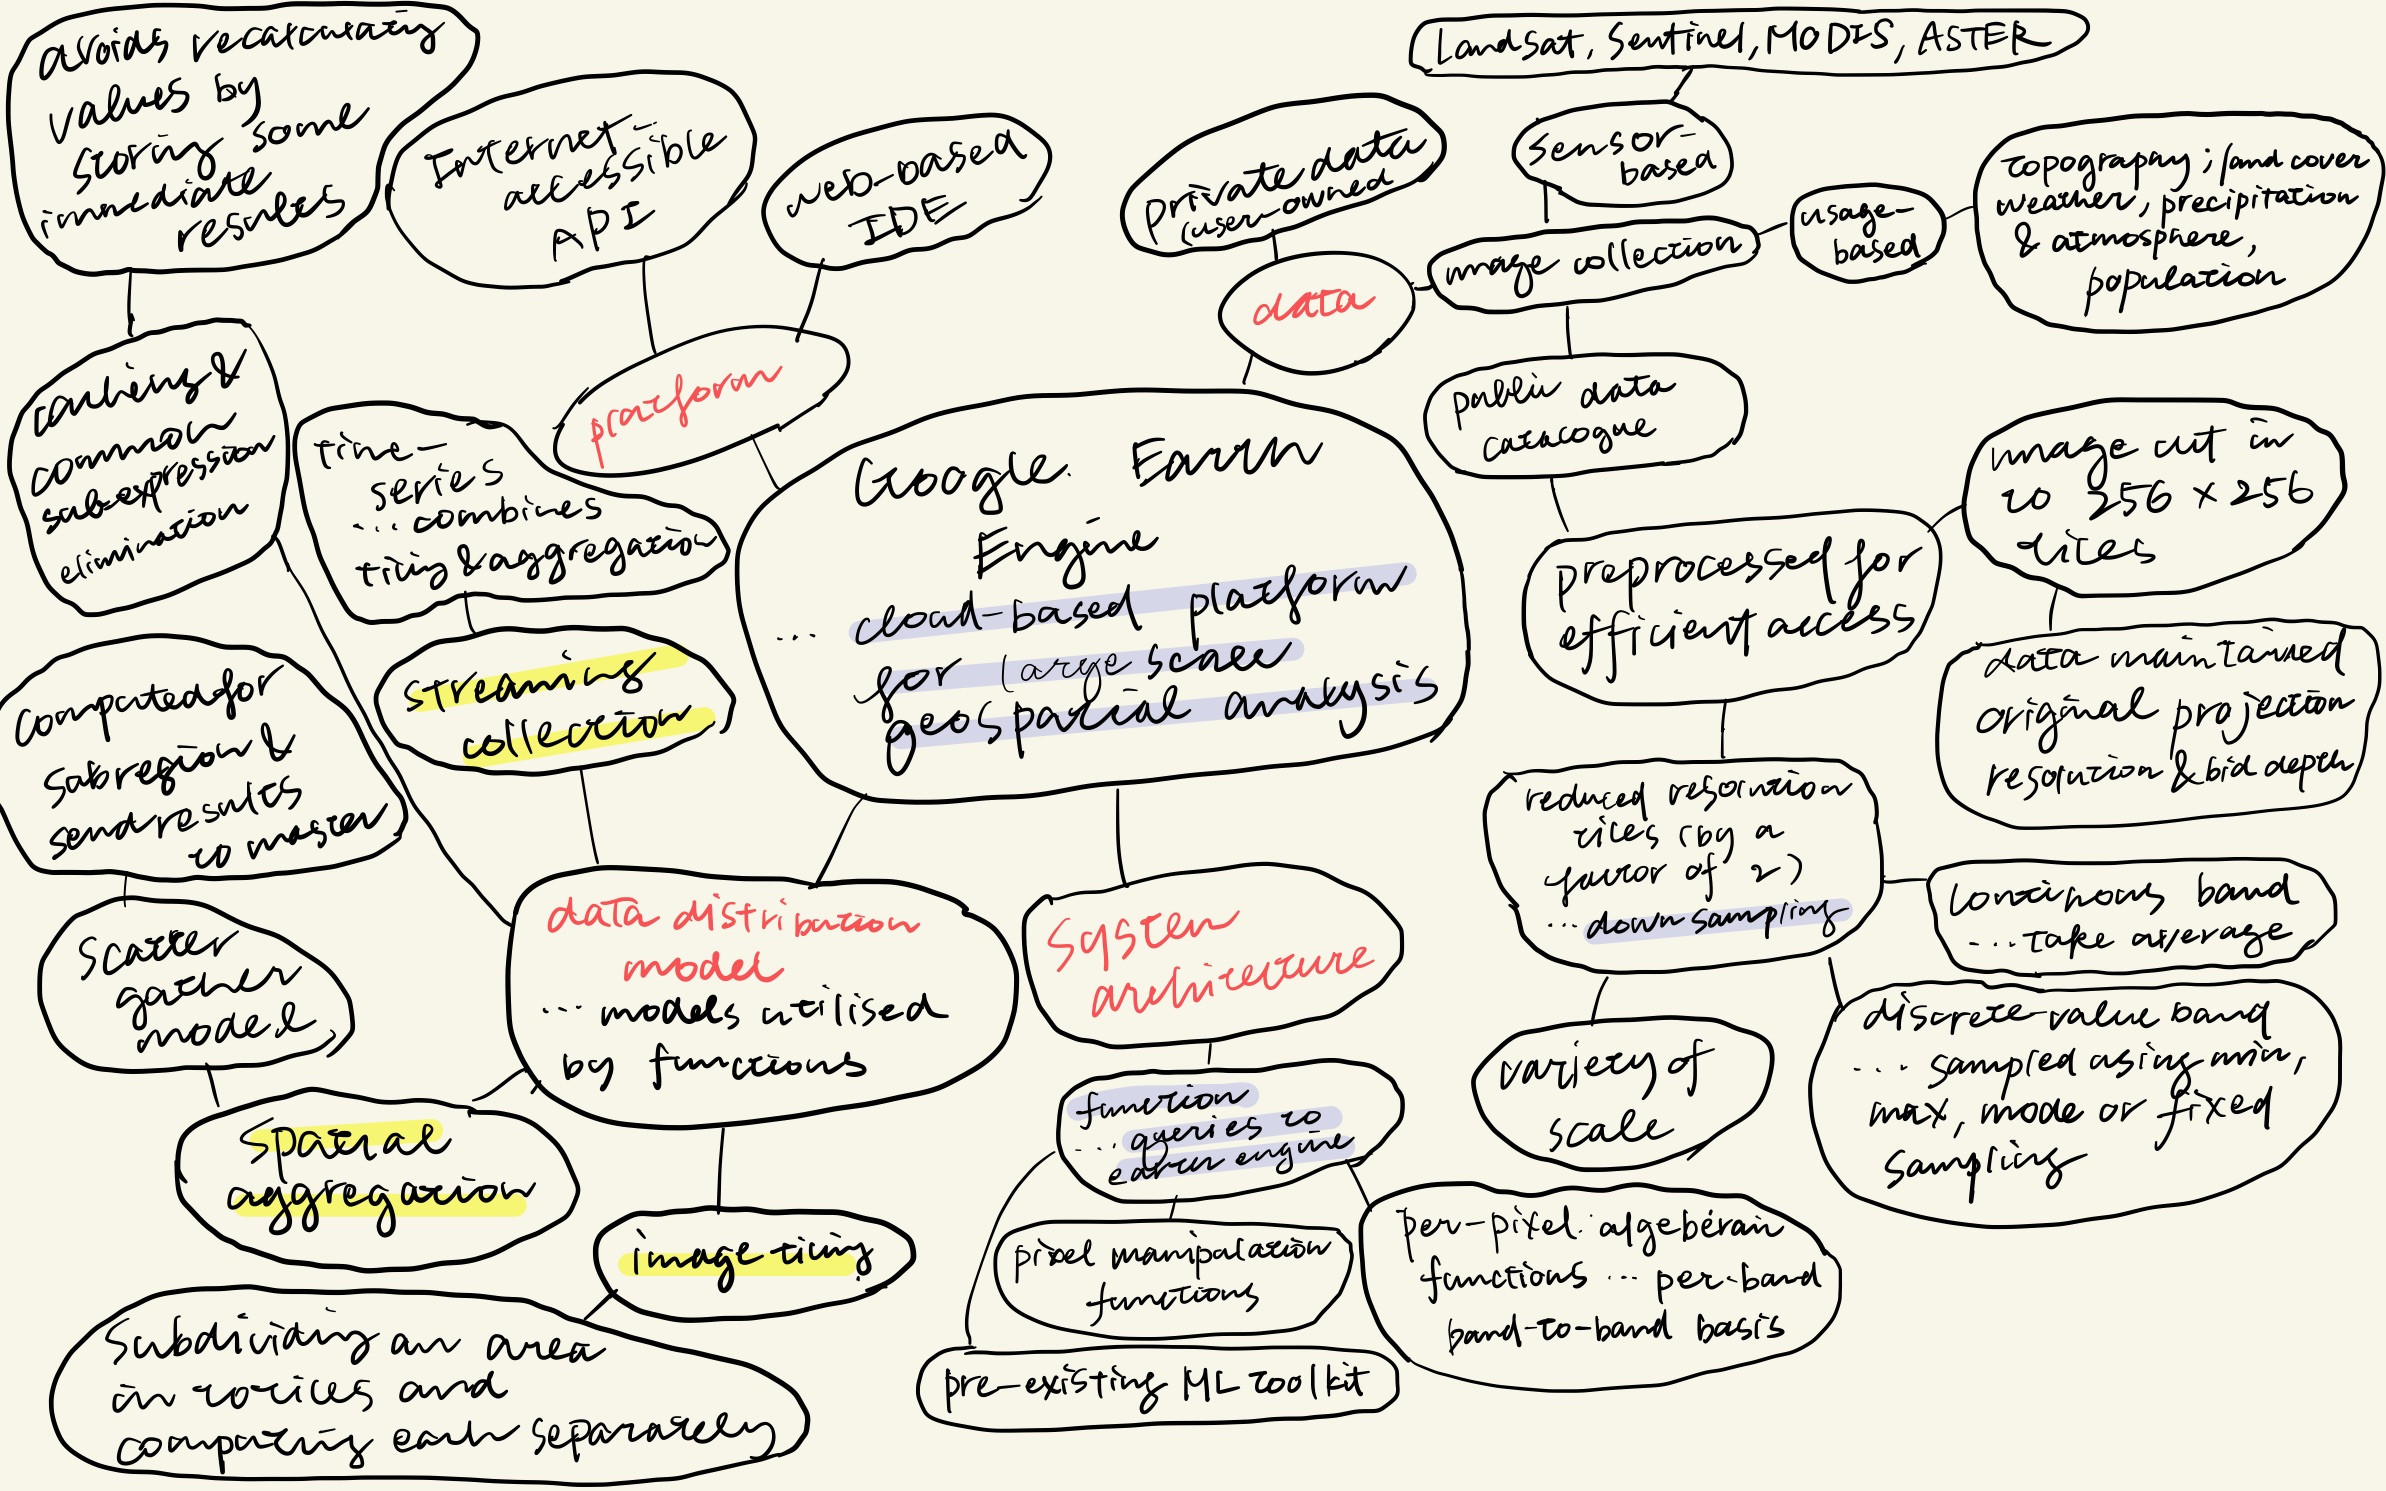 avoids recalculating
values by
storing some
immediate
results
Internet-
accessible
API
web-based
IDE
private data
(user-owned
Landsat, Sentinel, MODIS, ASTER
sensor-
based
usage-
based
topography; land cover
weather, precipitation
& atmosphere,
population
image collection
data
public data
catalogue
platform
caching &
common
sub-expression
elimination
time-
series
... combines
tiling & aggregation
Google Earth
Engine
... cloud-based platform
for large scale
geospatial analysis
preprocessed for
efficient access
image cut in
to 256 × 256
tiles
data maintained
original projection
resolution & bid depth
streaming
collection
computed for
subregion &
send results
to master
scatter
gather
model
data distribution
model
... models utilised
by functions
system
architecture
reduced resolution
tiles (by a
factor of 2)
... down sampling
continous band
... take average
discrete-value band
... sampled using min,
max, mode or fixed
sampling
variety of
scale
function
... queries to
earth engine
spatial
aggregation
image tiling
pixel manipulation
functions
per-pixel algebrain
functions ... per-band
band-to-band basis
pre-existing ML toolkit
subdividing an area
in to tiles and
computing each separately